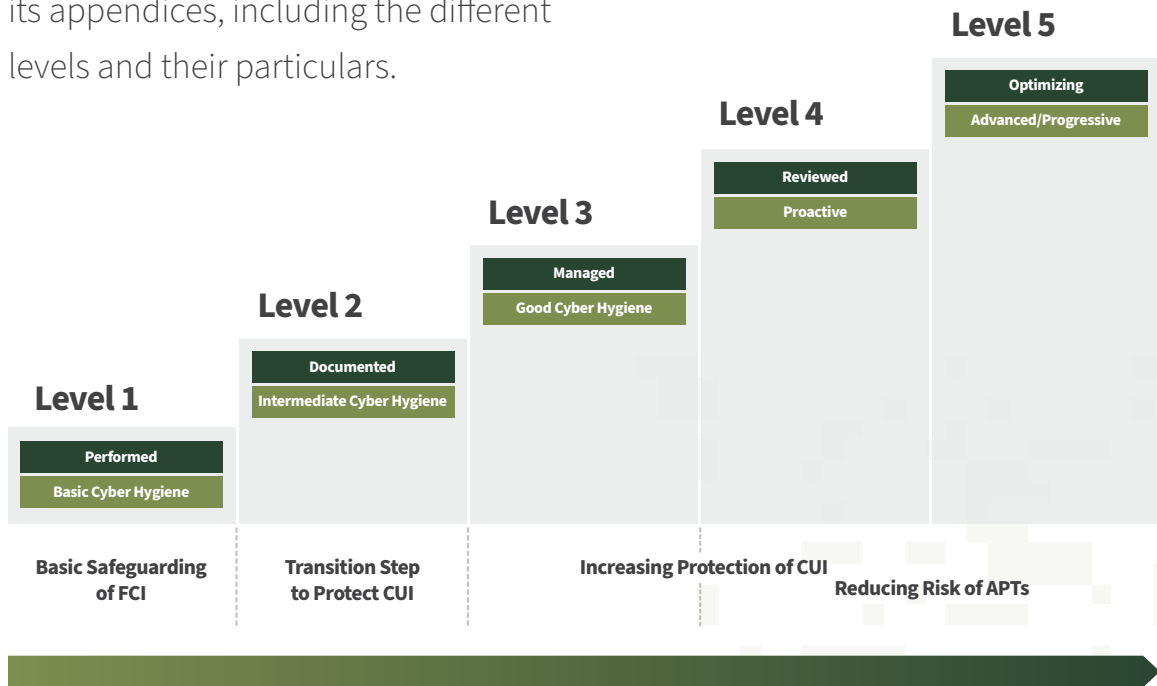 its appendices, including the different
levels and their particulars.
Level 1
Performed
Basic Cyber Hygiene
Basic Safeguarding
of FCI
Level 2
Documented
Intermediate Cyber Hygiene
Transition Step
to Protect CUI
Level 3
Managed
Good Cyber Hygiene
Level 4
Reviewed
Proactive
Level 5
Optimizing
Advanced/Progressive
Increasing Protection of CUI
Reducing Risk of APTs